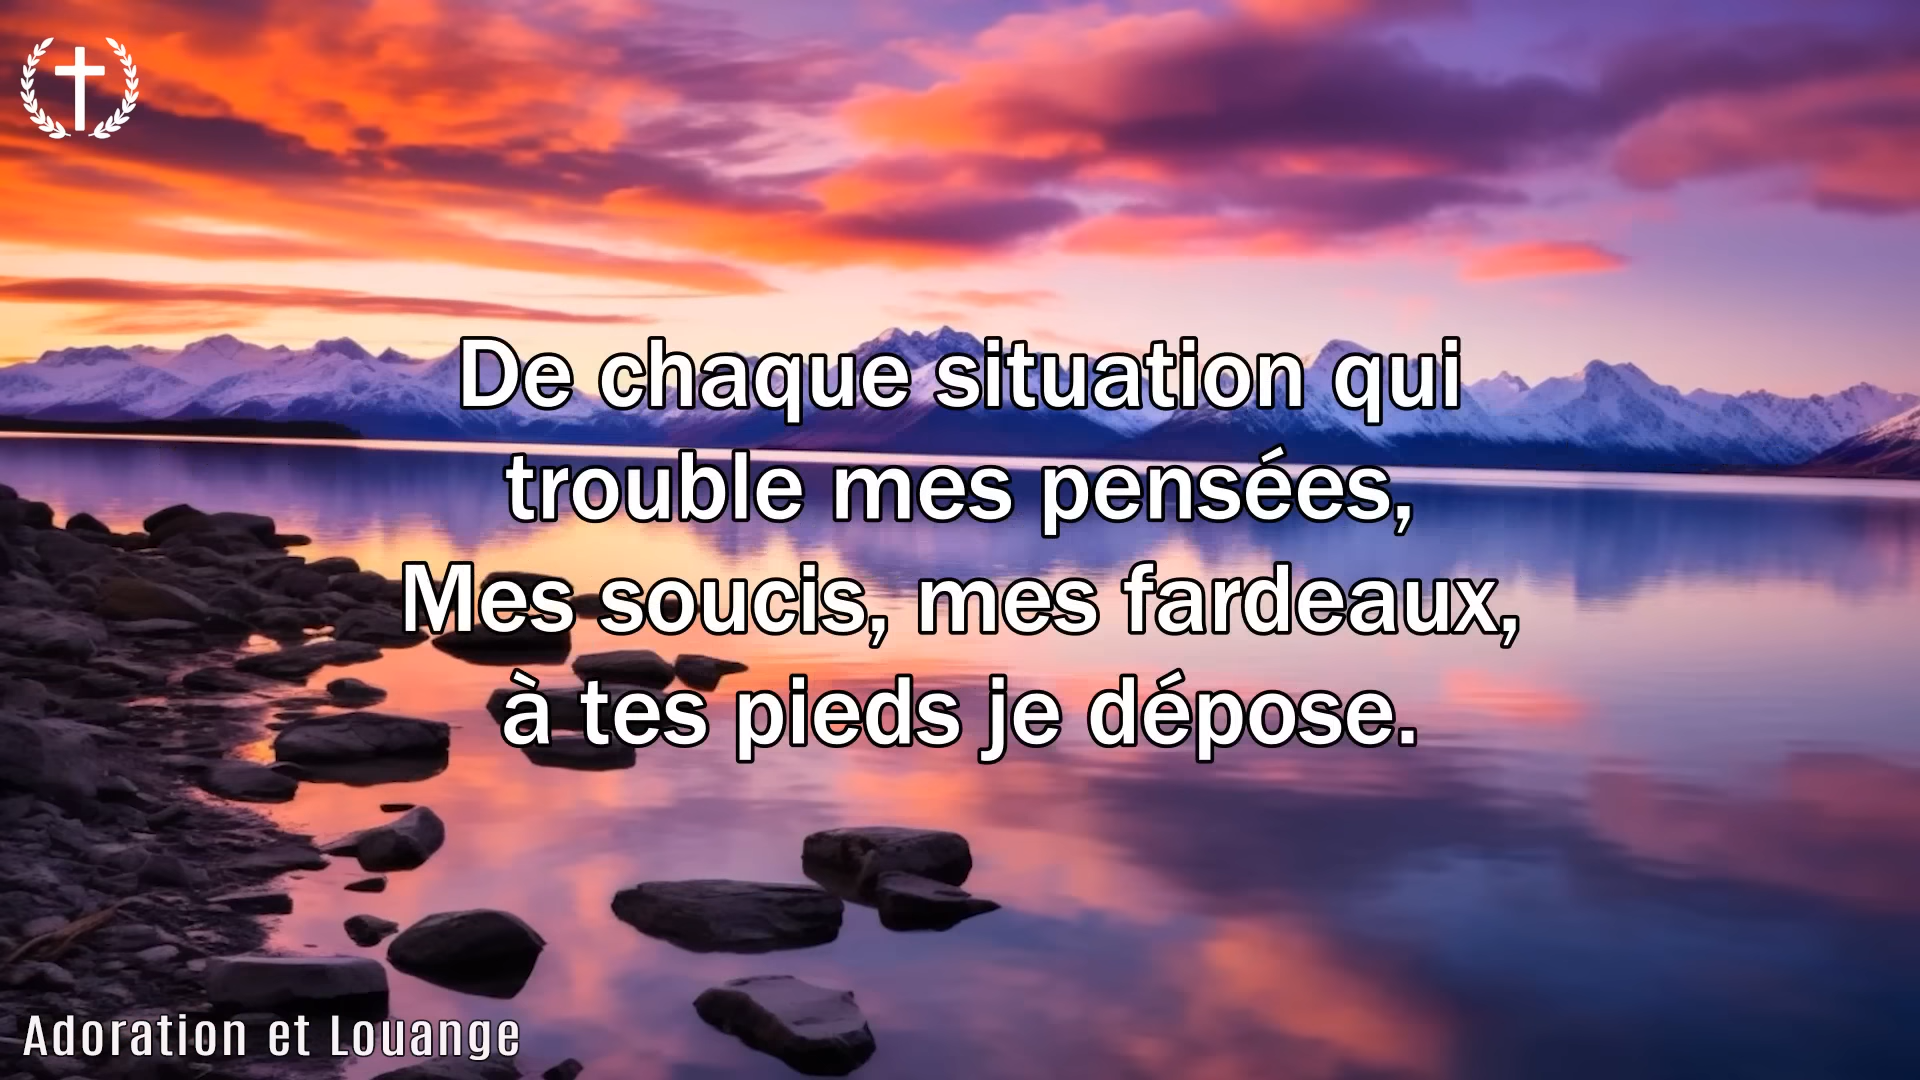 De chaque situation qui
trouble mes pensées,
Mes soucis, mes fardeaux,
à tes pieds je dépose.
Adoration et Louange